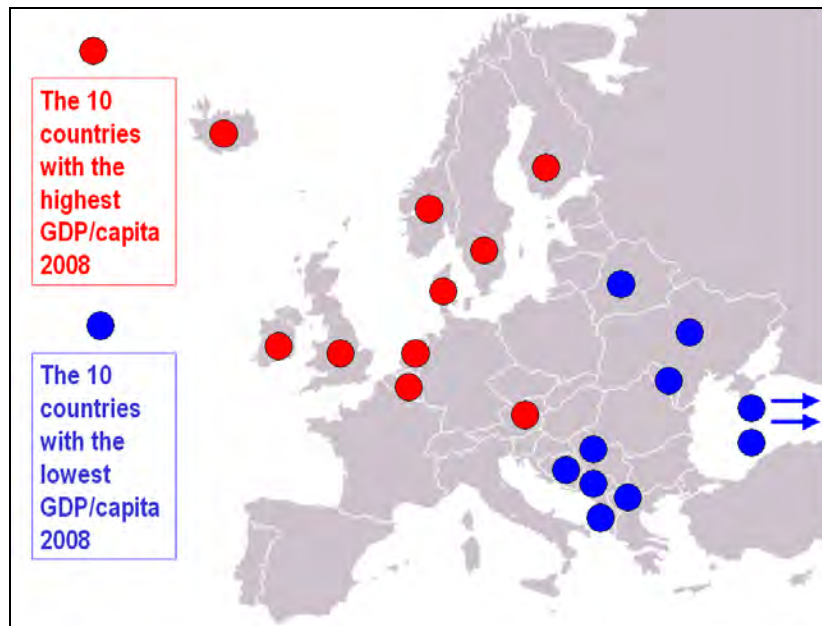 The 10
countries
with the
highest
GDP/capita
2008
The 10
countries
with the
lowest
GDP/capita
2008